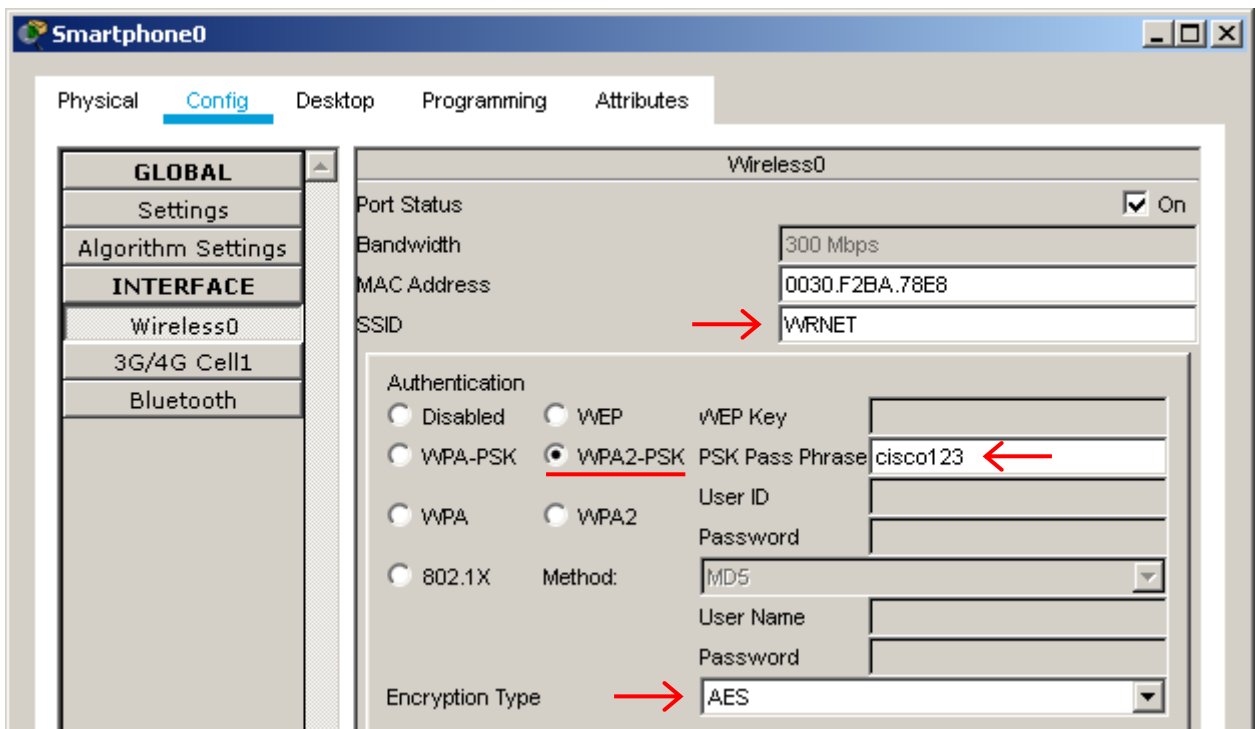 Smartphone0
Physical Config Desktop Programming Attributes
GLOBAL
Settings
Algorithm Settings
INTERFACE
Wireless0
3G/4G Cell1
Bluetooth
Wireless0
Port Status On
Bandwidth 300 Mbps
MAC Address 0030.F2BA.78E8
SSID WRNET
Authentication
Disabled WEP WEP Key
WPA-PSK WPA2-PSK PSK Pass Phrase cisco123
WPA WPA2 User ID
Password
802.1X Method: MD5
User Name
Password
Encryption Type AES